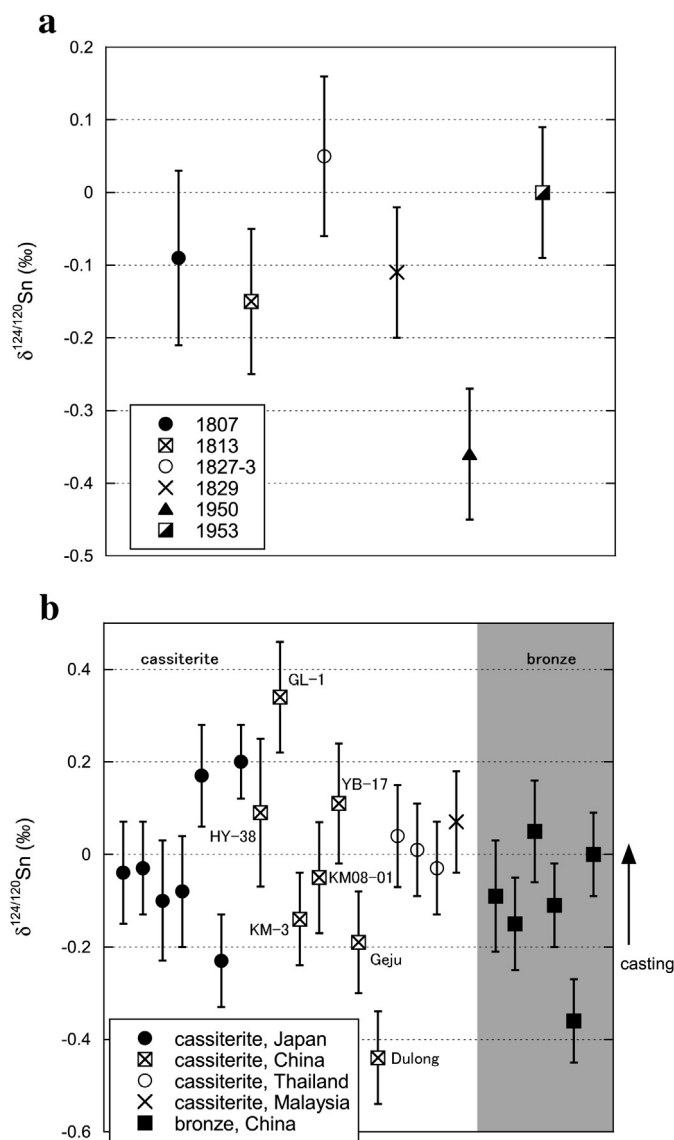 a
0.2
0.1
0
-0.1
-0.2
-0.3
-0.4
-0.5
δ124/120Sn (‰)
1807
1813
1827-3
1829
1950
1953
b
cassiterite
bronze
0.4
0.2
0
-0.2
-0.4
-0.6
δ124/120Sn (‰)
GL-1
YB-17
HY-38
KM08-01
KM-3
Geju
Dulong
casting
cassiterite, Japan
cassiterite, China
cassiterite, Thailand
cassiterite, Malaysia
bronze, China